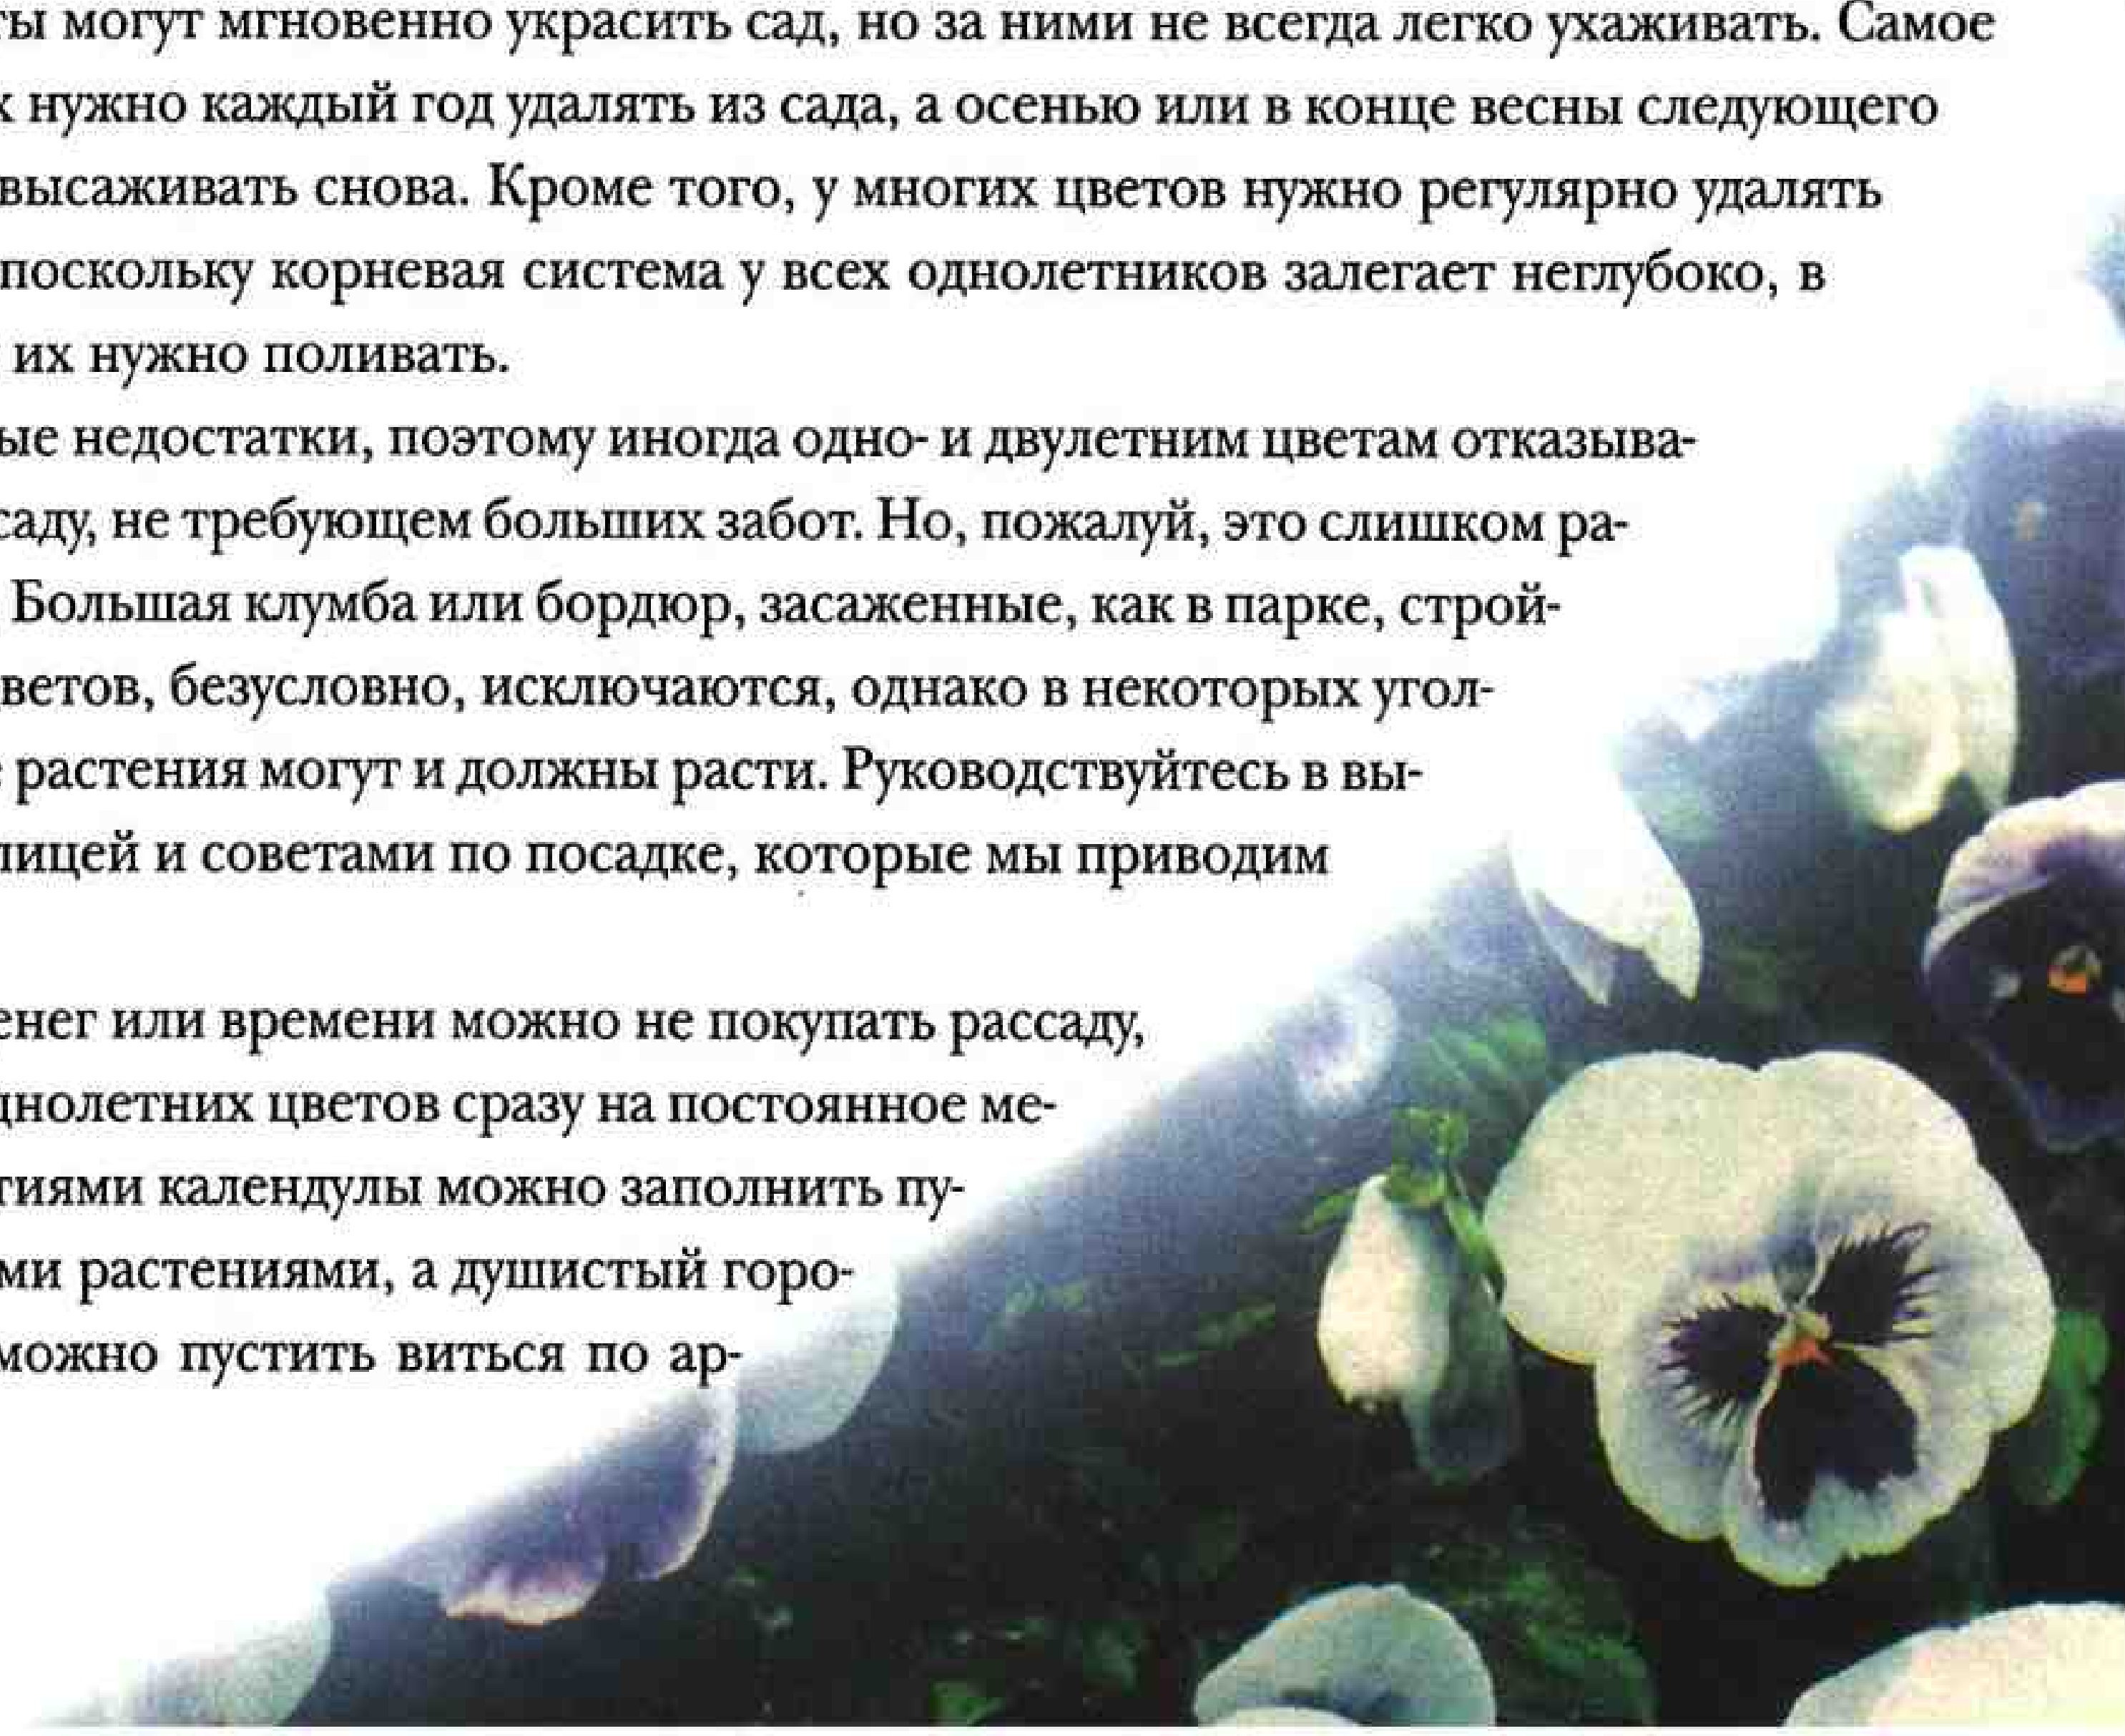 ты могут мгновенно украсить сад, но за ними не всегда легко ухаживать. Самое
х нужно каждый год удалять из сада, а осенью или в конце весны следующего
высаживать снова. Кроме того, у многих цветов нужно регулярно удалять
поскольку корневая система у всех однолетников залегает неглубоко, в
их нужно поливать.
ые недостатки, поэтому иногда одно- и двулетним цветам отказыва-
саду, не требующем больших забот. Но, пожалуй, это слишком ра-
Большая клумба или бордюр, засаженные, как в парке, строй-
ветов, безусловно, исключаются, однако в некоторых угол-
е растения могут и должны расти. Руководствуйтесь в вы-
лицей и советами по посадке, которые мы приводим
енег или времени можно не покупать рассаду,
днолетних цветов сразу на постоянное ме-
тиями календулы можно заполнить пу-
ми растениями, а душистый горо-
можно пустить виться по ар-